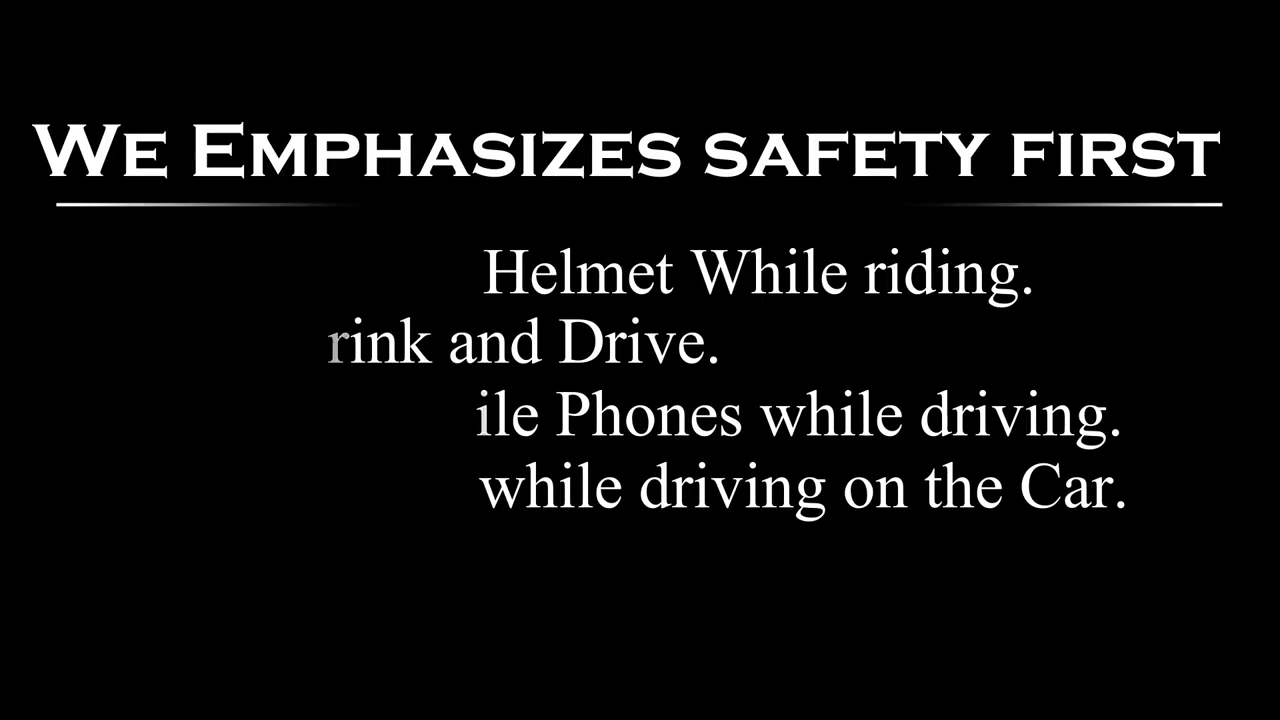 We Emphasizes safety first
Helmet While riding.
rink and Drive.
ile Phones while driving.
while driving on the Car.